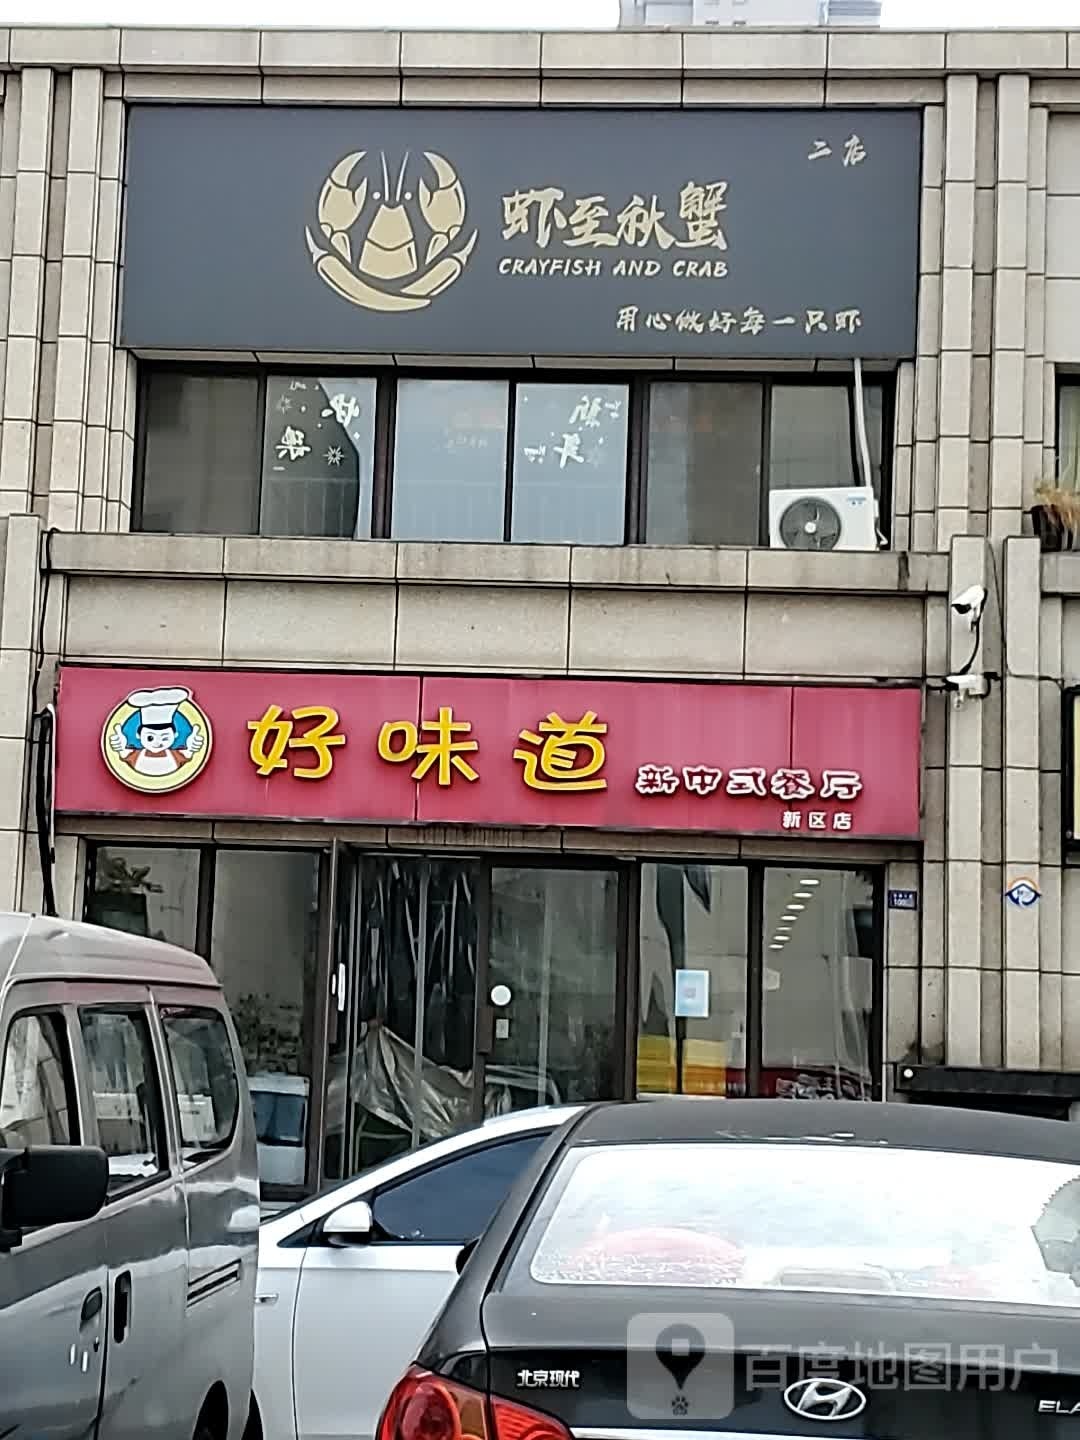 二店
虾至秋蟹
CRAYFISH AND CRAB
用心做好每一只虾
好味道
新中式餐厅
新区店
北京现代
ELA
百度地图用户